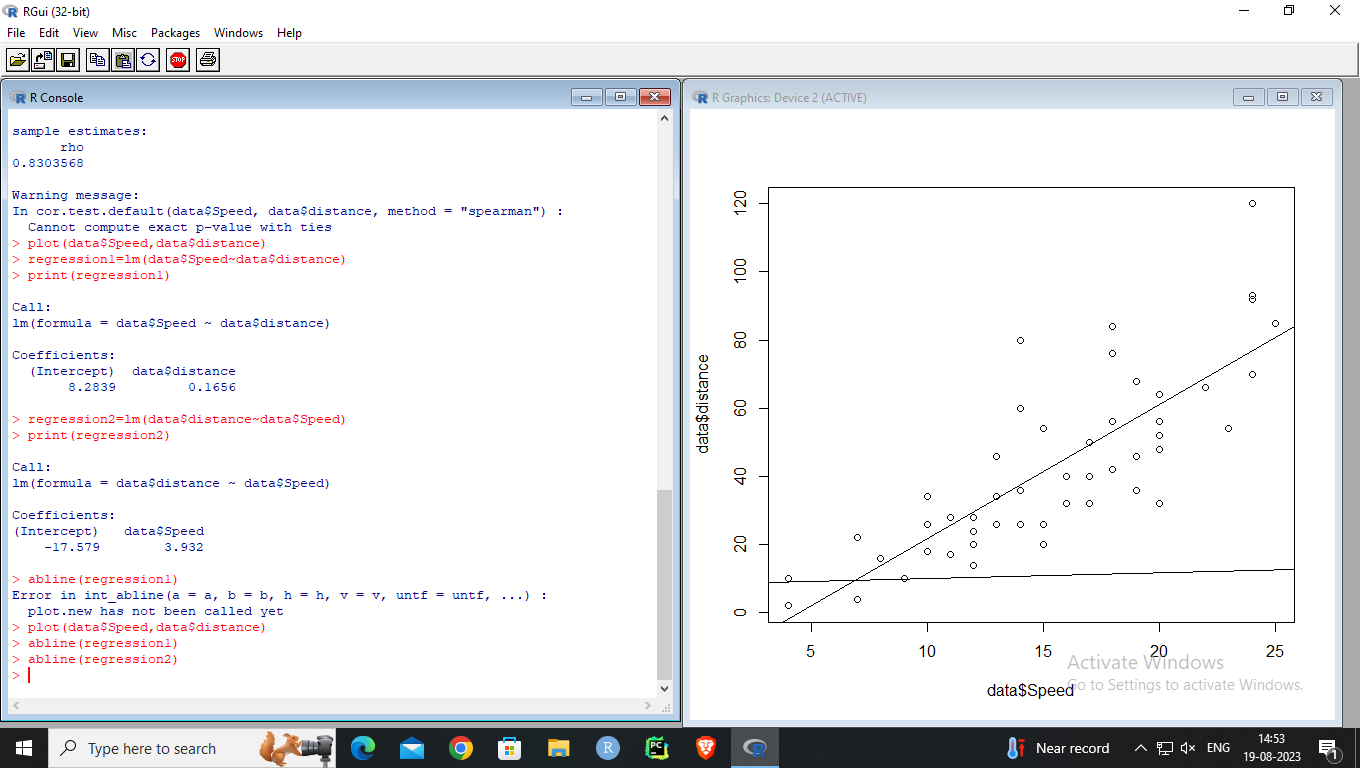 RGui (32-bit)
File Edit View Misc Packages Windows Help
STOP
R Console
sample estimates:
rho
0.8303568
Warning message:
In cor.test.default(data$Speed, data$distance, method = "spearman") :
Cannot compute exact p-value with ties
> plot(data$Speed,data$distance)
> regression1=lm(data$Speed~data$distance)
> print(regression1)
Call:
lm(formula = data$Speed ~ data$distance)
Coefficients:
(Intercept) data$distance
8.2839 0.1656
> regression2=lm(data$distance~data$Speed)
> print(regression2)
Call:
lm(formula = data$distance ~ data$Speed)
Coefficients:
(Intercept) data$Speed
-17.579 3.932
> abline(regression1)
Error in int_abline(a = a, b = b, h = h, v = v, untf = untf, ...) :
plot.new has not been called yet
> plot(data$Speed,data$distance)
> abline(regression1)
> abline(regression2)
>
R Graphics: Device 2 (ACTIVE)
120
100
80
60
40
20
0
data$distance
5 10 15 20 25
data$Speed
Activate Windows
Go to Settings to activate Windows.
Type here to search
PC
R
Near record
ENG
14:53
19-08-2023
1